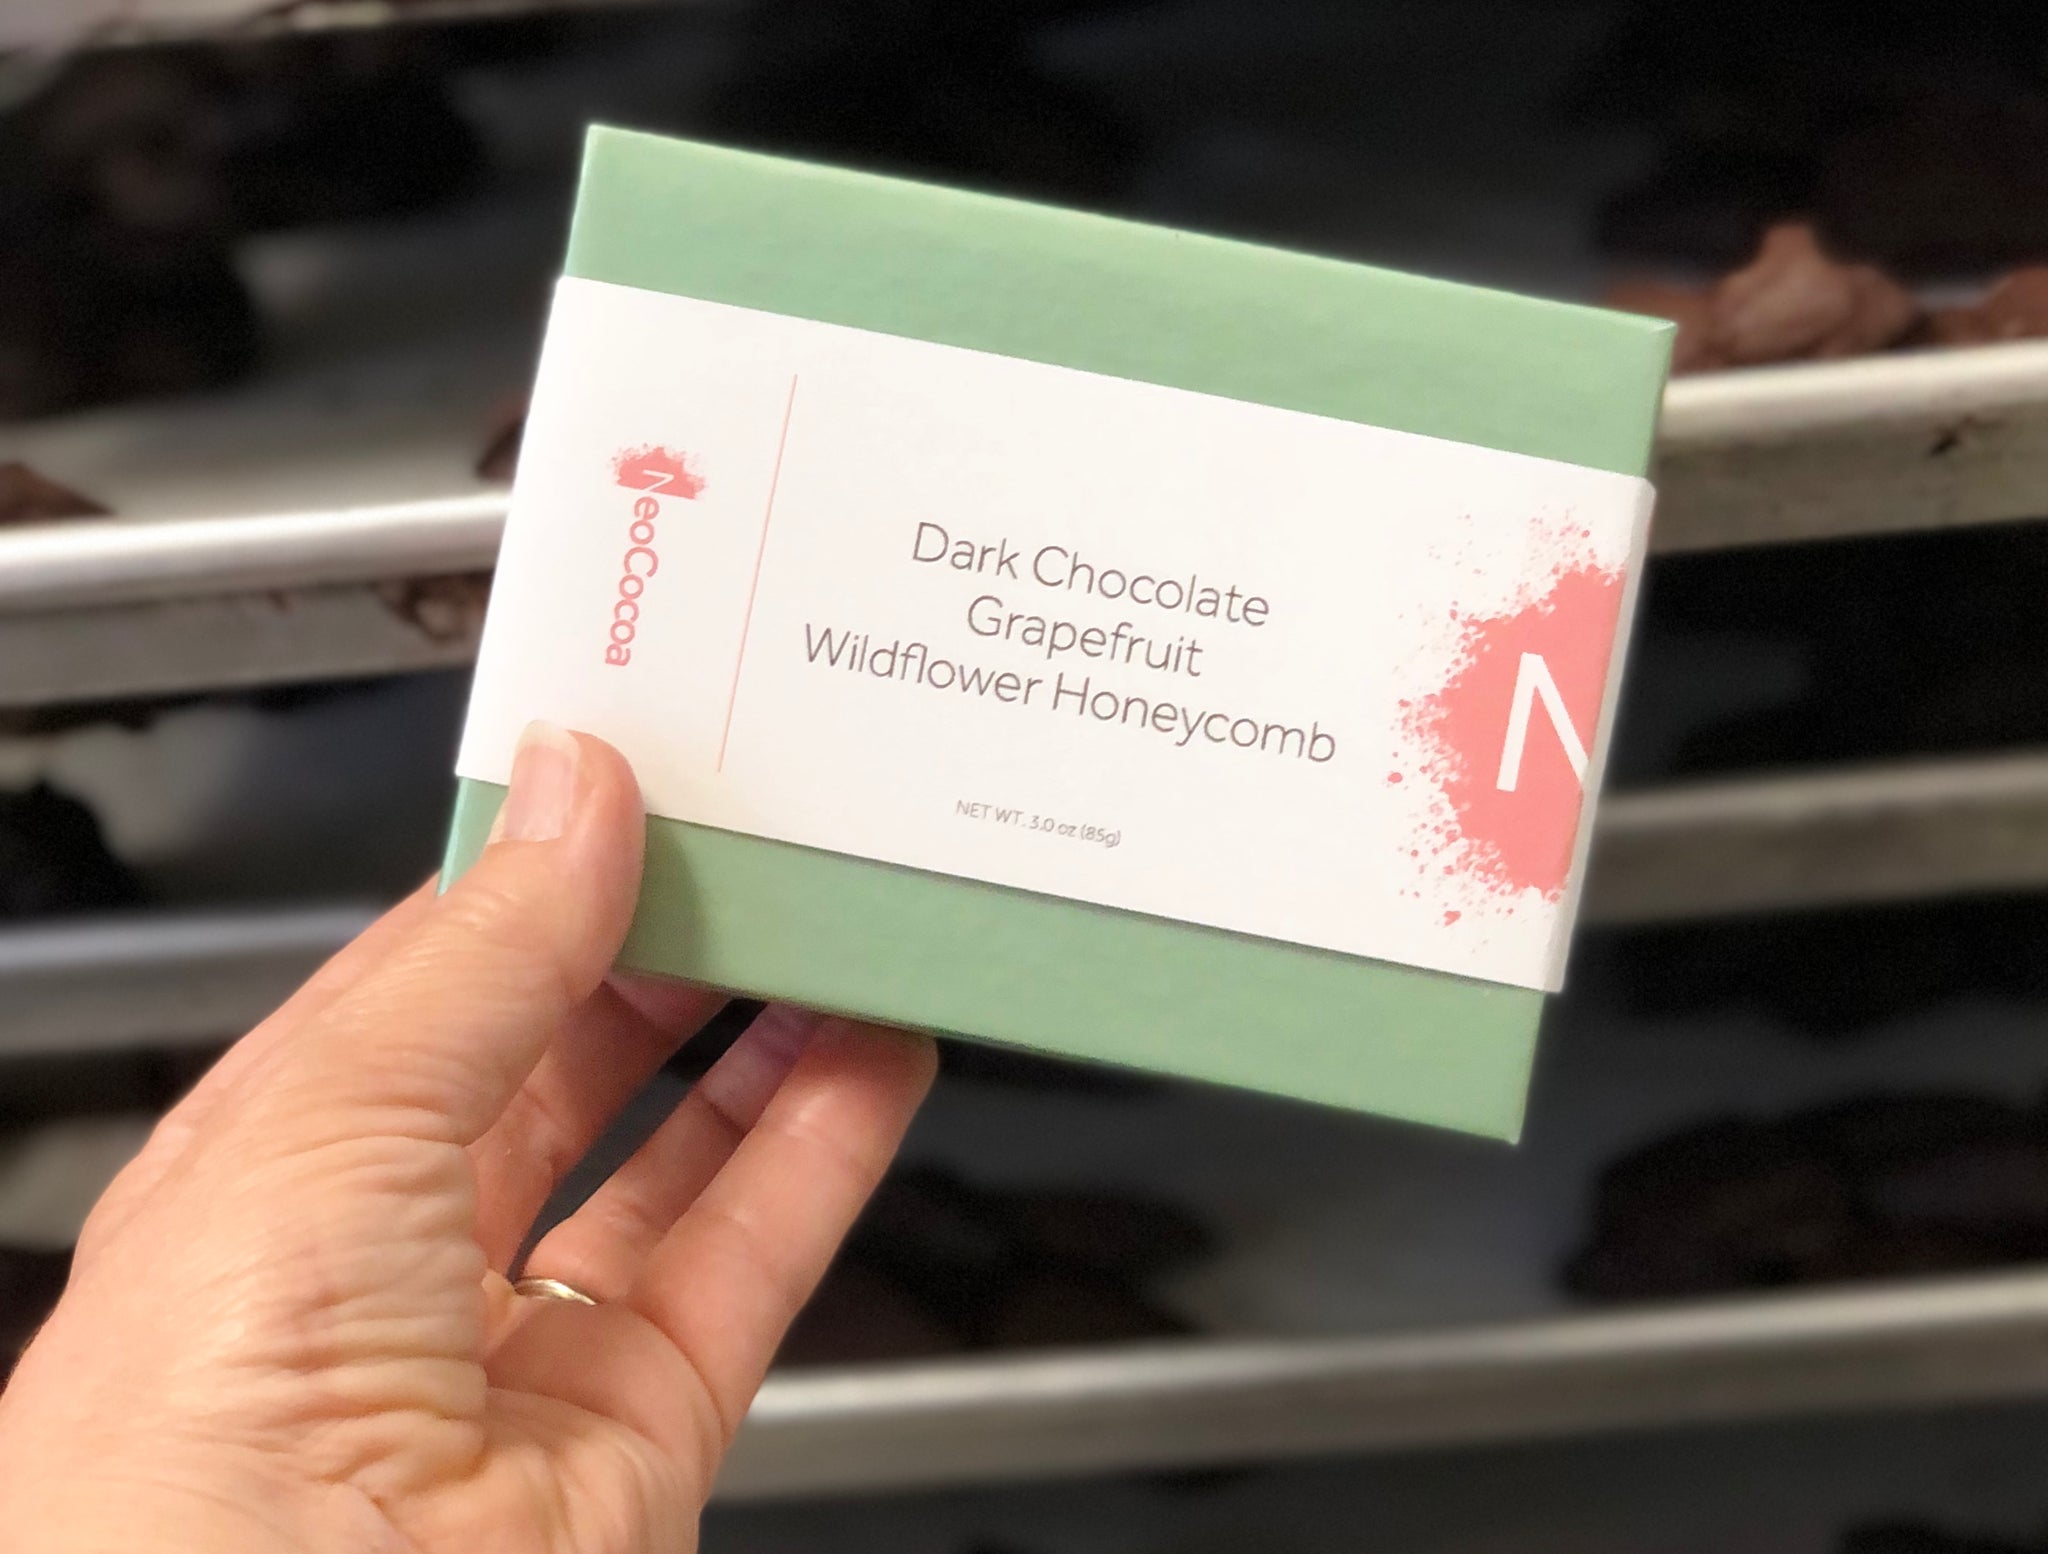 NeoCocoa
Dark Chocolate
Grapefruit
Wildflower Honeycomb
NET WT. 3.0 oz (85g)
N